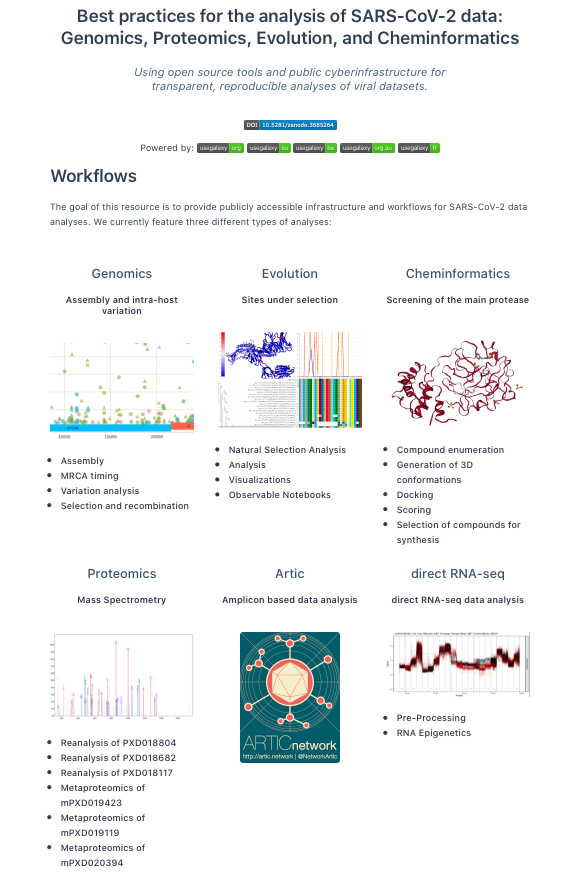 Best practices for the analysis of SARS-CoV-2 data:
Genomics, Proteomics, Evolution, and Cheminformatics
Using open source tools and public cyberinfrastructure for
transparent, reproducible analyses of viral datasets.
DOI 10.5281/zenodo.3685264
Powered by: usegalaxy org usegalaxy eu usegalaxy be usegalaxy org.au usegalaxy fr
Workflows
The goal of this resource is to provide publicly accessible infrastructure and workflows for SARS-CoV-2 data
analyses. We currently feature three different types of analyses:
Genomics
Assembly and intra-host
variation
10000 15000 20000
Assembly
MRCA timing
Variation analysis
Selection and recombination
Evolution
Sites under selection
Natural Selection Analysis
Analysis
Visualizations
Observable Notebooks
Cheminformatics
Screening of the main protease
Compound enumeration
Generation of 3D
conformations
Docking
Scoring
Selection of compounds for
synthesis
Proteomics
Mass Spectrometry
Reanalysis of PXD018804
Reanalysis of PXD018682
Reanalysis of PXD018117
Metaproteomics of
mPXD019423
Metaproteomics of
mPXD019119
Metaproteomics of
mPXD020394
Artic
Amplicon based data analysis
ARTICnetwork
http://artic.network | @NetworkArtic
direct RNA-seq
direct RNA-seq data analysis
Pre-Processing
RNA Epigenetics